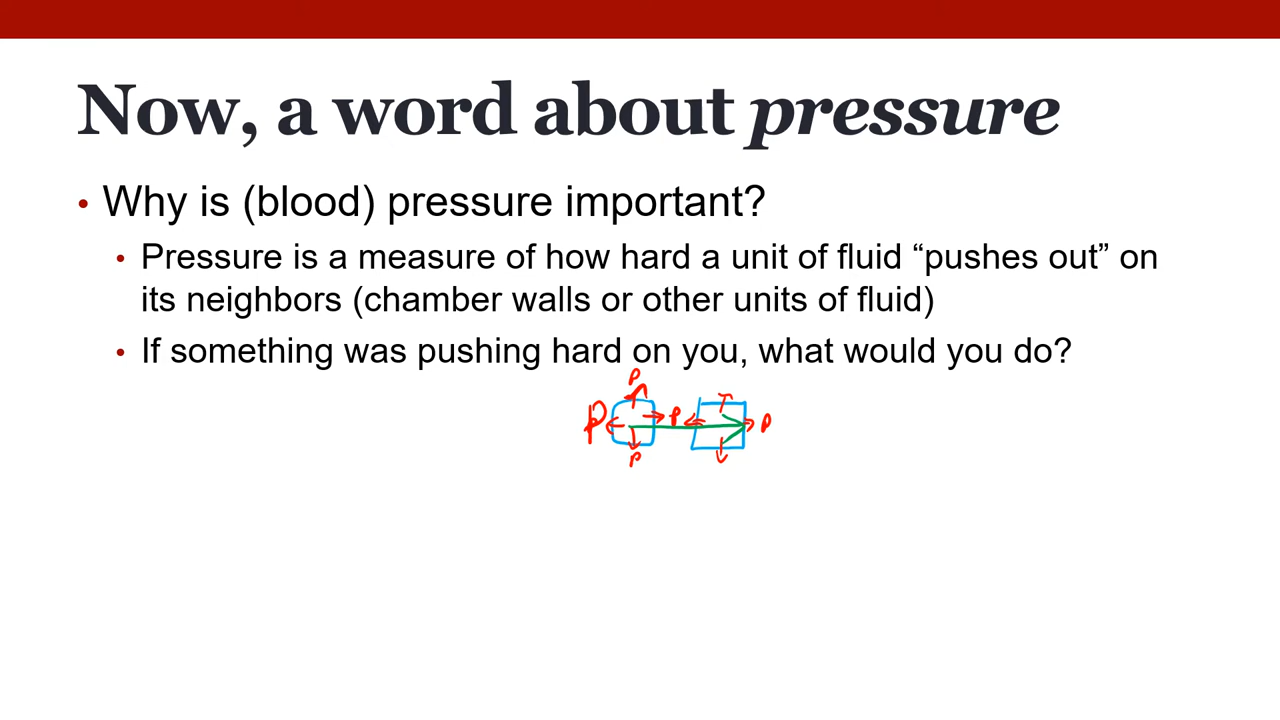 Now, a word about pressure
• Why is (blood) pressure important?
• Pressure is a measure of how hard a unit of fluid “pushes out” on
its neighbors (chamber walls or other units of fluid)
• If something was pushing hard on you, what would you do?
P
P P P
P